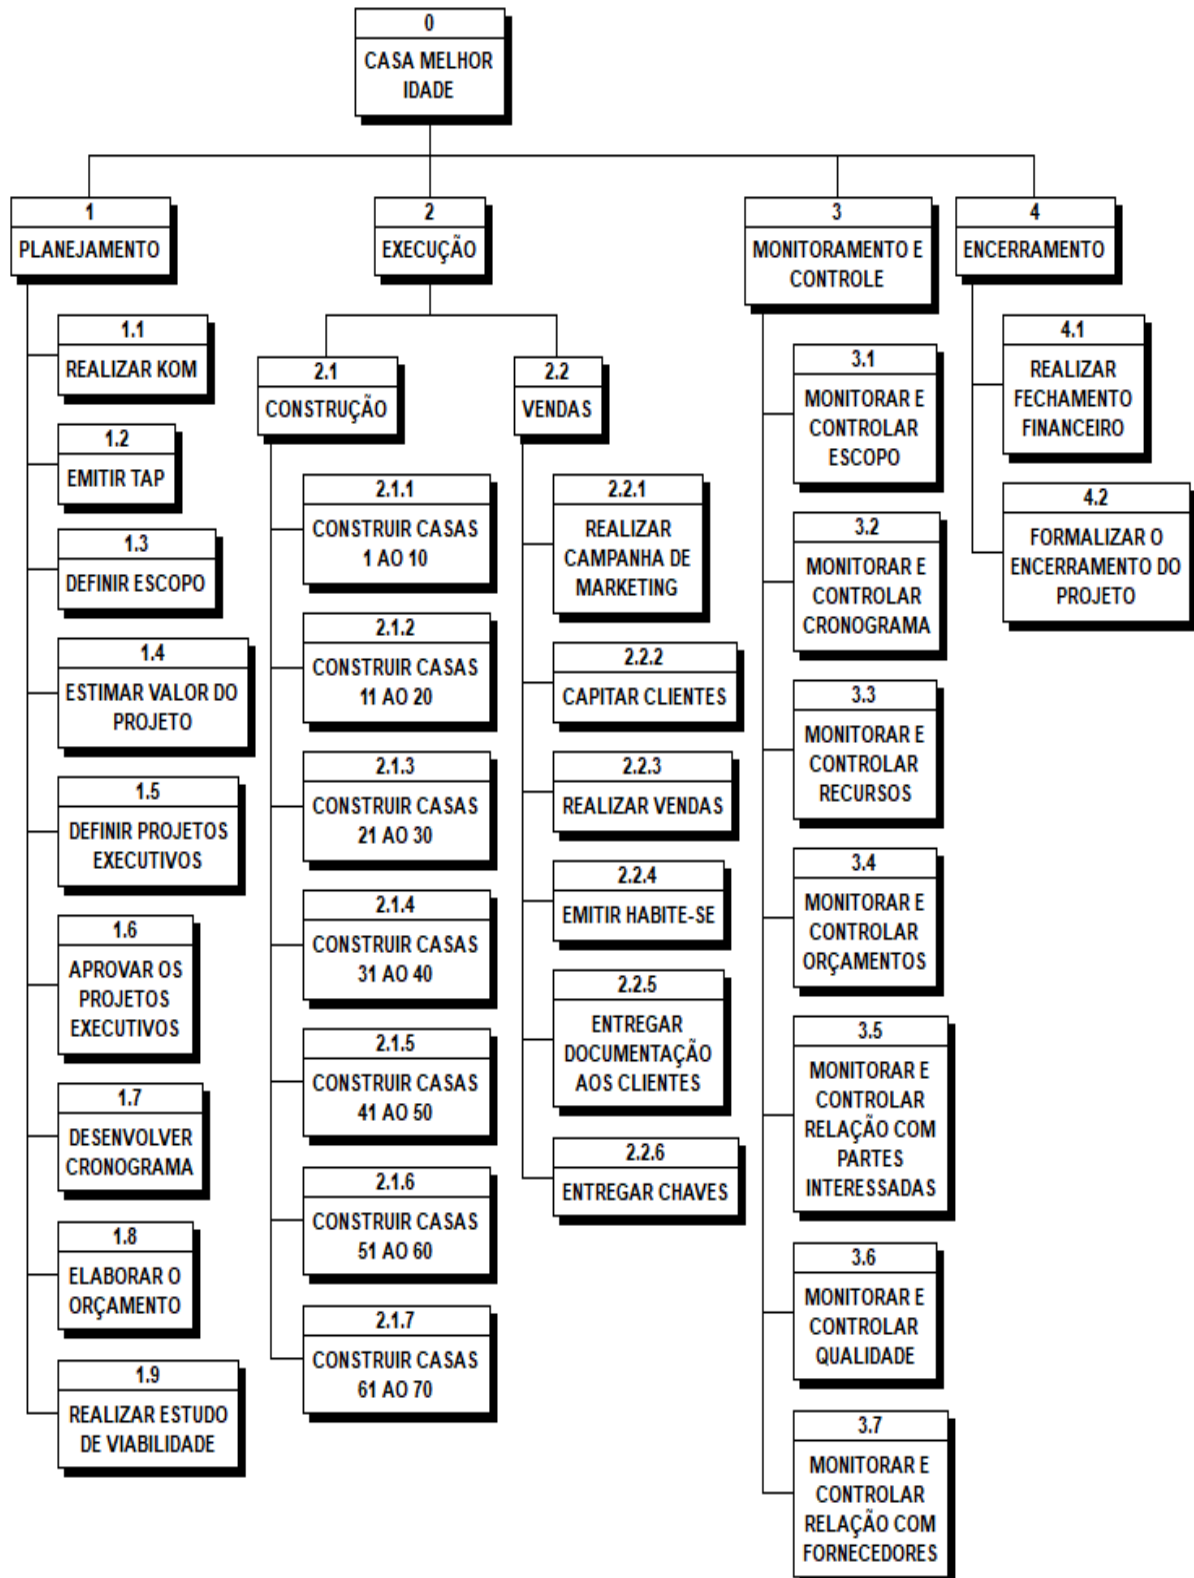 0
CASA MELHOR
IDADE
1
PLANEJAMENTO
1.1
REALIZAR KOM
1.2
EMITIR TAP
1.3
DEFINIR ESCOPO
1.4
ESTIMAR VALOR DO
PROJETO
1.5
DEFINIR PROJETOS
EXECUTIVOS
1.6
APROVAR OS
PROJETOS
EXECUTIVOS
1.7
DESENVOLVER
CRONOGRAMA
1.8
ELABORAR O
ORÇAMENTO
1.9
REALIZAR ESTUDO
DE VIABILIDADE
2
EXECUÇÃO
2.1
CONSTRUÇÃO
2.1.1
CONSTRUIR CASAS
1 AO 10
2.1.2
CONSTRUIR CASAS
11 AO 20
2.1.3
CONSTRUIR CASAS
21 AO 30
2.1.4
CONSTRUIR CASAS
31 AO 40
2.1.5
CONSTRUIR CASAS
41 AO 50
2.1.6
CONSTRUIR CASAS
51 AO 60
2.1.7
CONSTRUIR CASAS
61 AO 70
2.2
VENDAS
2.2.1
REALIZAR
CAMPANHA DE
MARKETING
2.2.2
CAPITAR CLIENTES
2.2.3
REALIZAR VENDAS
2.2.4
EMITIR HABITE-SE
2.2.5
ENTREGAR
DOCUMENTAÇÃO
AOS CLIENTES
2.2.6
ENTREGAR CHAVES
3
MONITORAMENTO E
CONTROLE
3.1
MONITORAR E
CONTROLAR
ESCOPO
3.2
MONITORAR E
CONTROLAR
CRONOGRAMA
3.3
MONITORAR E
CONTROLAR
RECURSOS
3.4
MONITORAR E
CONTROLAR
ORÇAMENTOS
3.5
MONITORAR E
CONTROLAR
RELAÇÃO COM
PARTES
INTERESSADAS
3.6
MONITORAR E
CONTROLAR
QUALIDADE
3.7
MONITORAR E
CONTROLAR
RELAÇÃO COM
FORNECEDORES
4
ENCERRAMENTO
4.1
REALIZAR
FECHAMENTO
FINANCEIRO
4.2
FORMALIZAR O
ENCERRAMENTO DO
PROJETO